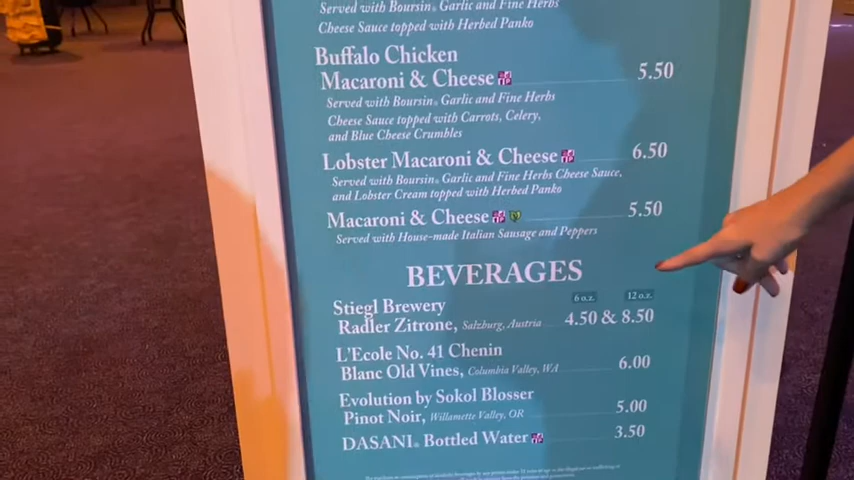 Served with Boursin® Garlic and Fine Herbs
Cheese Sauce topped with Herbed Panko
Buffalo Chicken
Macaroni & Cheese 5.50
Served with Boursin® Garlic and Fine Herbs
Cheese Sauce topped with Carrots, Celery,
and Blue Cheese Crumbles
Lobster Macaroni & Cheese 6.50
Served with Boursin® Garlic and Fine Herbs Cheese Sauce,
and Lobster Cream topped with Herbed Panko
Macaroni & Cheese 5.50
Served with House-made Italian Sausage and Peppers
BEVERAGES
6 oz. 12 oz.
Stiegl Brewery
Radler Zitrone, Salzburg, Austria 4.50 & 8.50
L'Ecole No. 41 Chenin
Blanc Old Vines, Columbia Valley, WA 6.00
Evolution by Sokol Blosser
Pinot Noir, Willamette Valley, OR 5.00
DASANI® Bottled Water 3.50